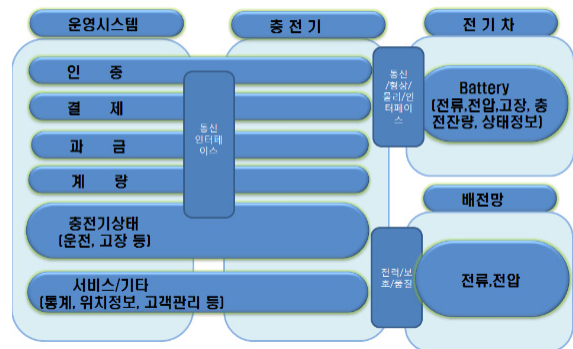 운영시스템
충 전 기
전 기 차
인 중
결 제
과 금
계 량
충전기상태
(운전, 고장 등)
서비스/기타
(통계, 위치정보, 고객관리 등)
통신
인터페
이스
통신
/형상/
물리/인
터페이
스
Battery
(전류,전압,고장, 충
전잔량, 상태정보)
배전망
전력/보
호/품질
전류,전압